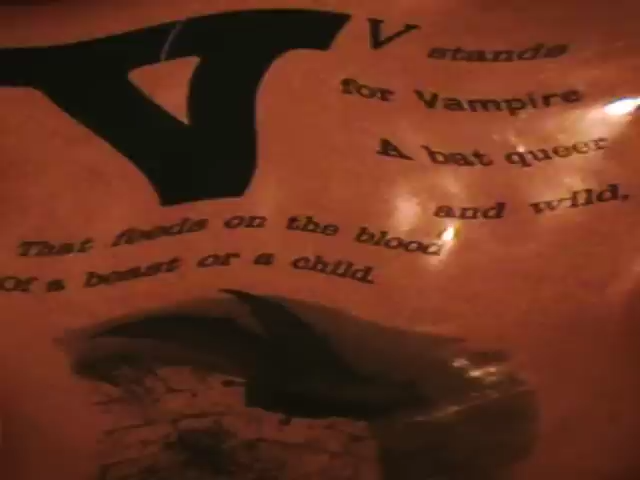 V
V stands
for Vampire
A bat queer
and wild,
That feeds on the blood
Of a beast or a child.